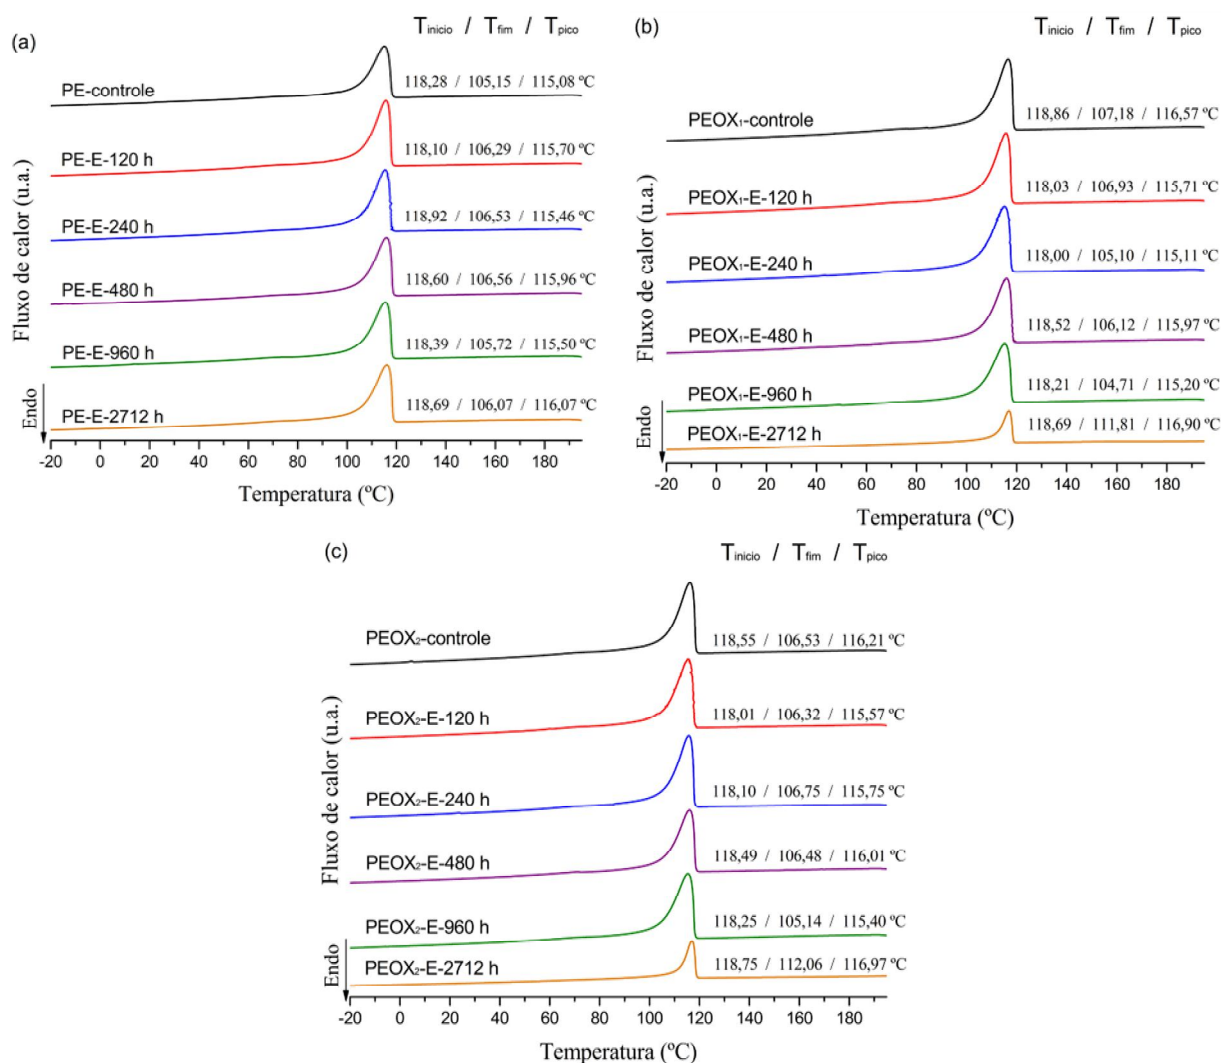 (a)
T inicio / T fim / T pico
PE-controle
118,28 / 105,15 / 115,08 ºC
PE-E-120 h
118,10 / 106,29 / 115,70 ºC
PE-E-240 h
118,92 / 106,53 / 115,46 ºC
PE-E-480 h
118,60 / 106,56 / 115,96 ºC
PE-E-960 h
118,39 / 105,72 / 115,50 ºC
PE-E-2712 h
118,69 / 106,07 / 116,07 ºC
Fluxo de calor (u.a.)
Endo
-20 0 20 40 60 80 100 120 140 160 180
Temperatura (ºC)
(b)
T inicio / T fim / T pico
PEOX₁-controle
118,86 / 107,18 / 116,57 ºC
PEOX₁-E-120 h
118,03 / 106,93 / 115,71 ºC
PEOX₁-E-240 h
118,00 / 105,10 / 115,11 ºC
PEOX₁-E-480 h
118,52 / 106,12 / 115,97 ºC
PEOX₁-E-960 h
118,21 / 104,71 / 115,20 ºC
PEOX₁-E-2712 h
118,69 / 111,81 / 116,90 ºC
Fluxo de calor (u.a.)
Endo
-20 0 20 40 60 80 100 120 140 160 180
Temperatura (ºC)
(c)
T inicio / T fim / T pico
PEOX₂-controle
118,55 / 106,53 / 116,21 ºC
PEOX₂-E-120 h
118,01 / 106,32 / 115,57 ºC
PEOX₂-E-240 h
118,10 / 106,75 / 115,75 ºC
PEOX₂-E-480 h
118,49 / 106,48 / 116,01 ºC
PEOX₂-E-960 h
118,25 / 105,14 / 115,40 ºC
PEOX₂-E-2712 h
118,75 / 112,06 / 116,97 ºC
Fluxo de calor (u.a.)
Endo
-20 0 20 40 60 80 100 120 140 160 180
Temperatura (ºC)